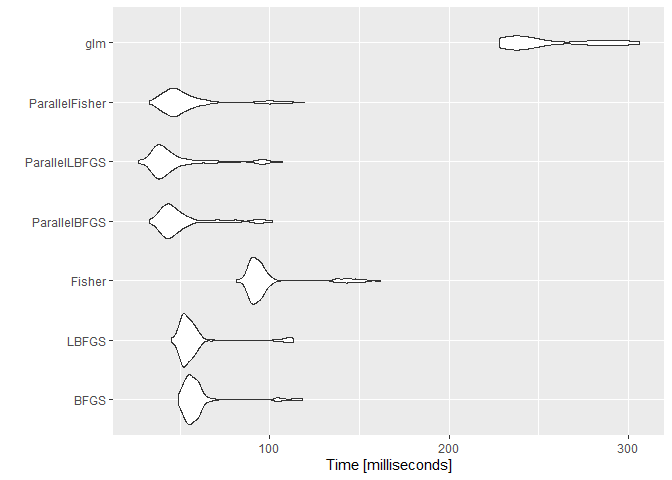 glm
ParallelFisher
ParallelLBFGS
ParallelBFGS
Fisher
LBFGS
BFGS
100 200 300
Time [milliseconds]